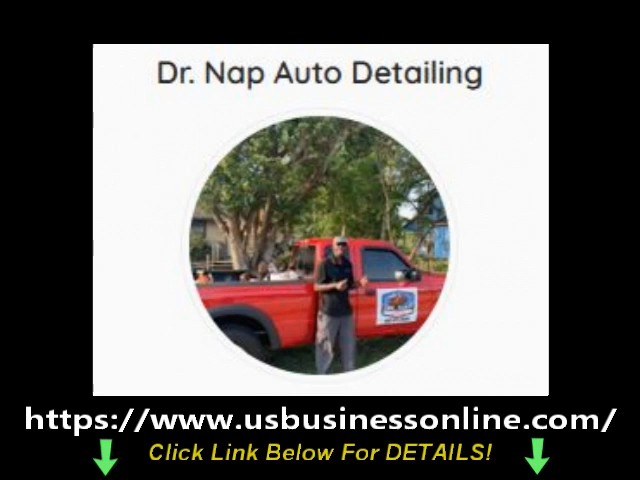 Dr. Nap Auto Detailing
https://www.usbusinessonline.com/
Click Link Below For DETAILS!